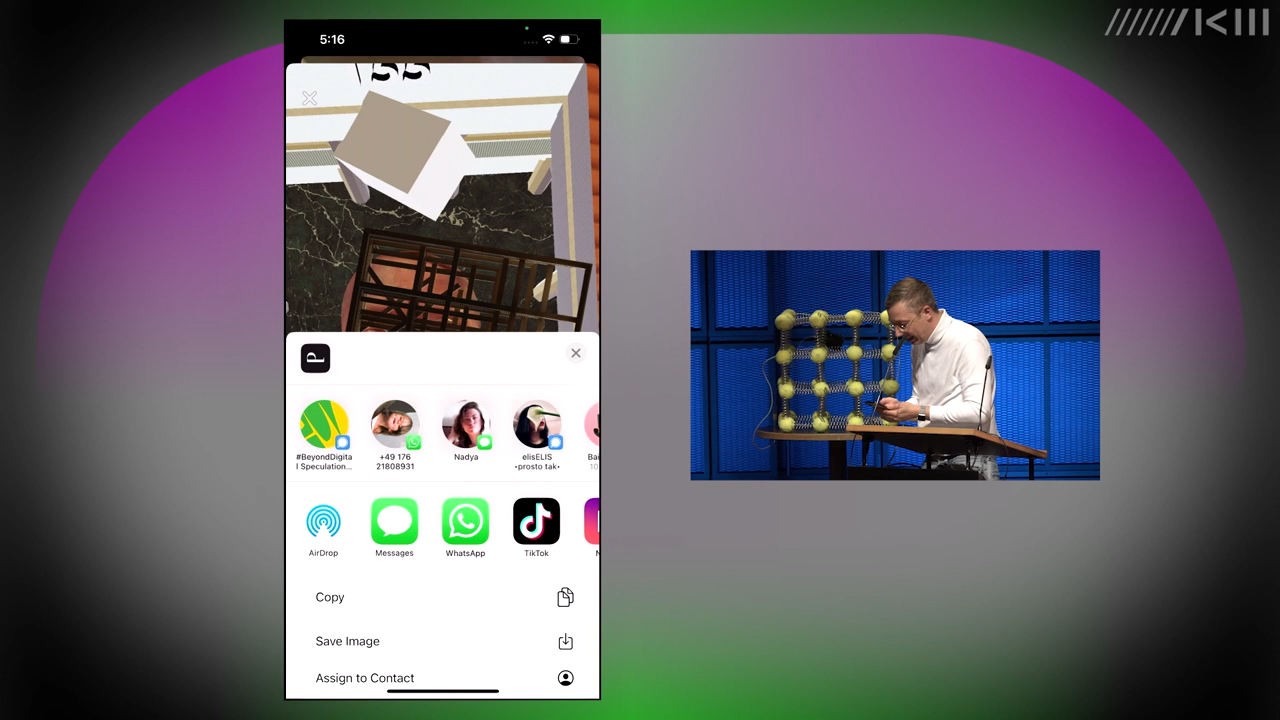 5:16
P
#BeyondDigita
l Speculation...
+49 176
21808931
Nadya
elisELIS
•prosto tak•
AirDrop
Messages
WhatsApp
TikTok
Copy
Save Image
Assign to Contact